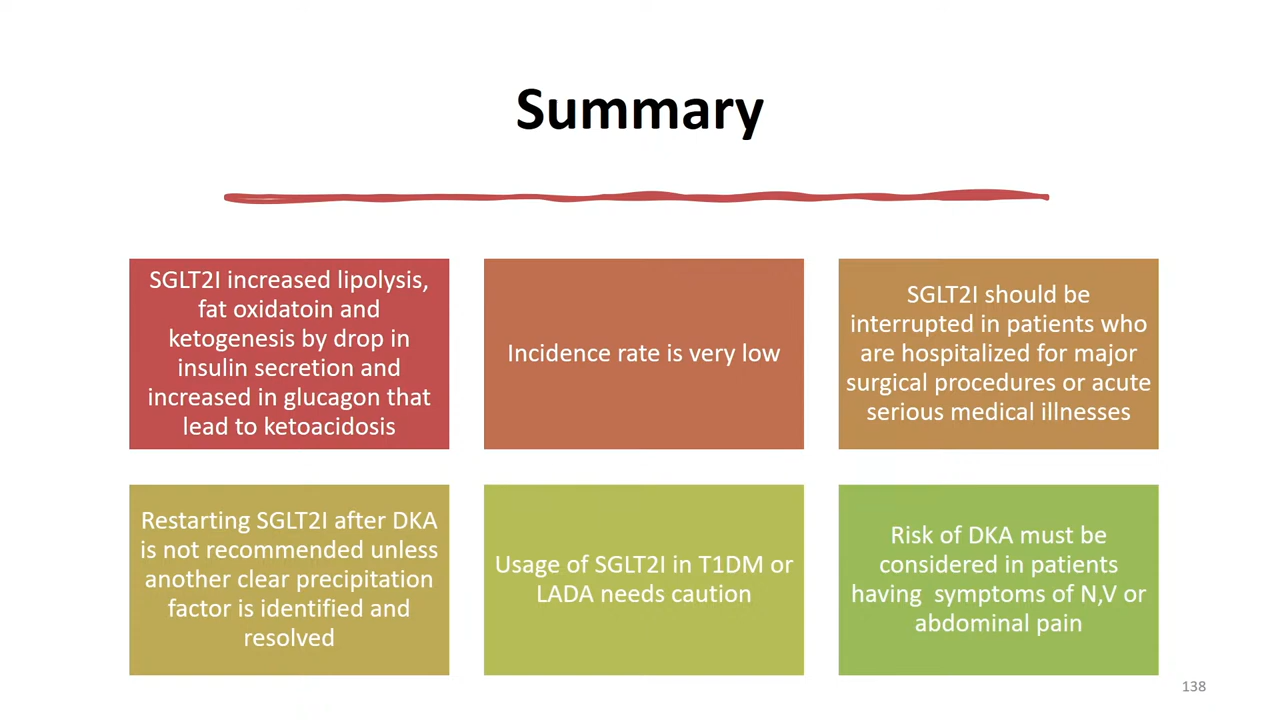 Summary
SGLT2I increased lipolysis,
fat oxidatoin and
ketogenesis by drop in
insulin secretion and
increased in glucagon that
lead to ketoacidosis
Incidence rate is very low
SGLT2I should be
interrupted in patients who
are hospitalized for major
surgical procedures or acute
serious medical illnesses
Restarting SGLT2I after DKA
is not recommended unless
another clear precipitation
factor is identified and
resolved
Usage of SGLT2I in T1DM or
LADA needs caution
Risk of DKA must be
considered in patients
having  symptoms of N,V or
abdominal pain
138